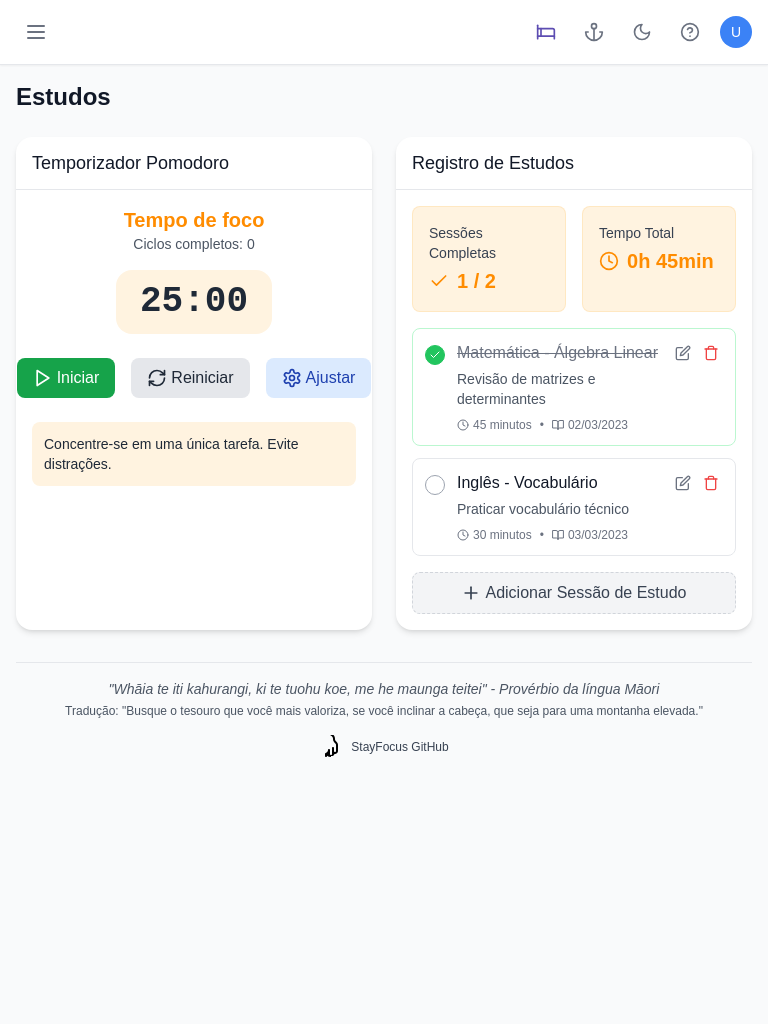 U
Estudos
Temporizador Pomodoro
Tempo de foco
Ciclos completos: 0
25:00
Iniciar
Reiniciar
Ajustar
Concentre-se em uma única tarefa. Evite
distrações.
Registro de Estudos
Sessões
Completas
1 / 2
Tempo Total
0h 45min
Matemática - Álgebra Linear
Revisão de matrizes e
determinantes
45 minutos • 02/03/2023
Inglês - Vocabulário
Praticar vocabulário técnico
30 minutos • 03/03/2023
Adicionar Sessão de Estudo
"Whāia te iti kahurangi, ki te tuohu koe, me he maunga teitei" - Provérbio da língua Māori
Tradução: "Busque o tesouro que você mais valoriza, se você inclinar a cabeça, que seja para uma montanha elevada."
StayFocus GitHub